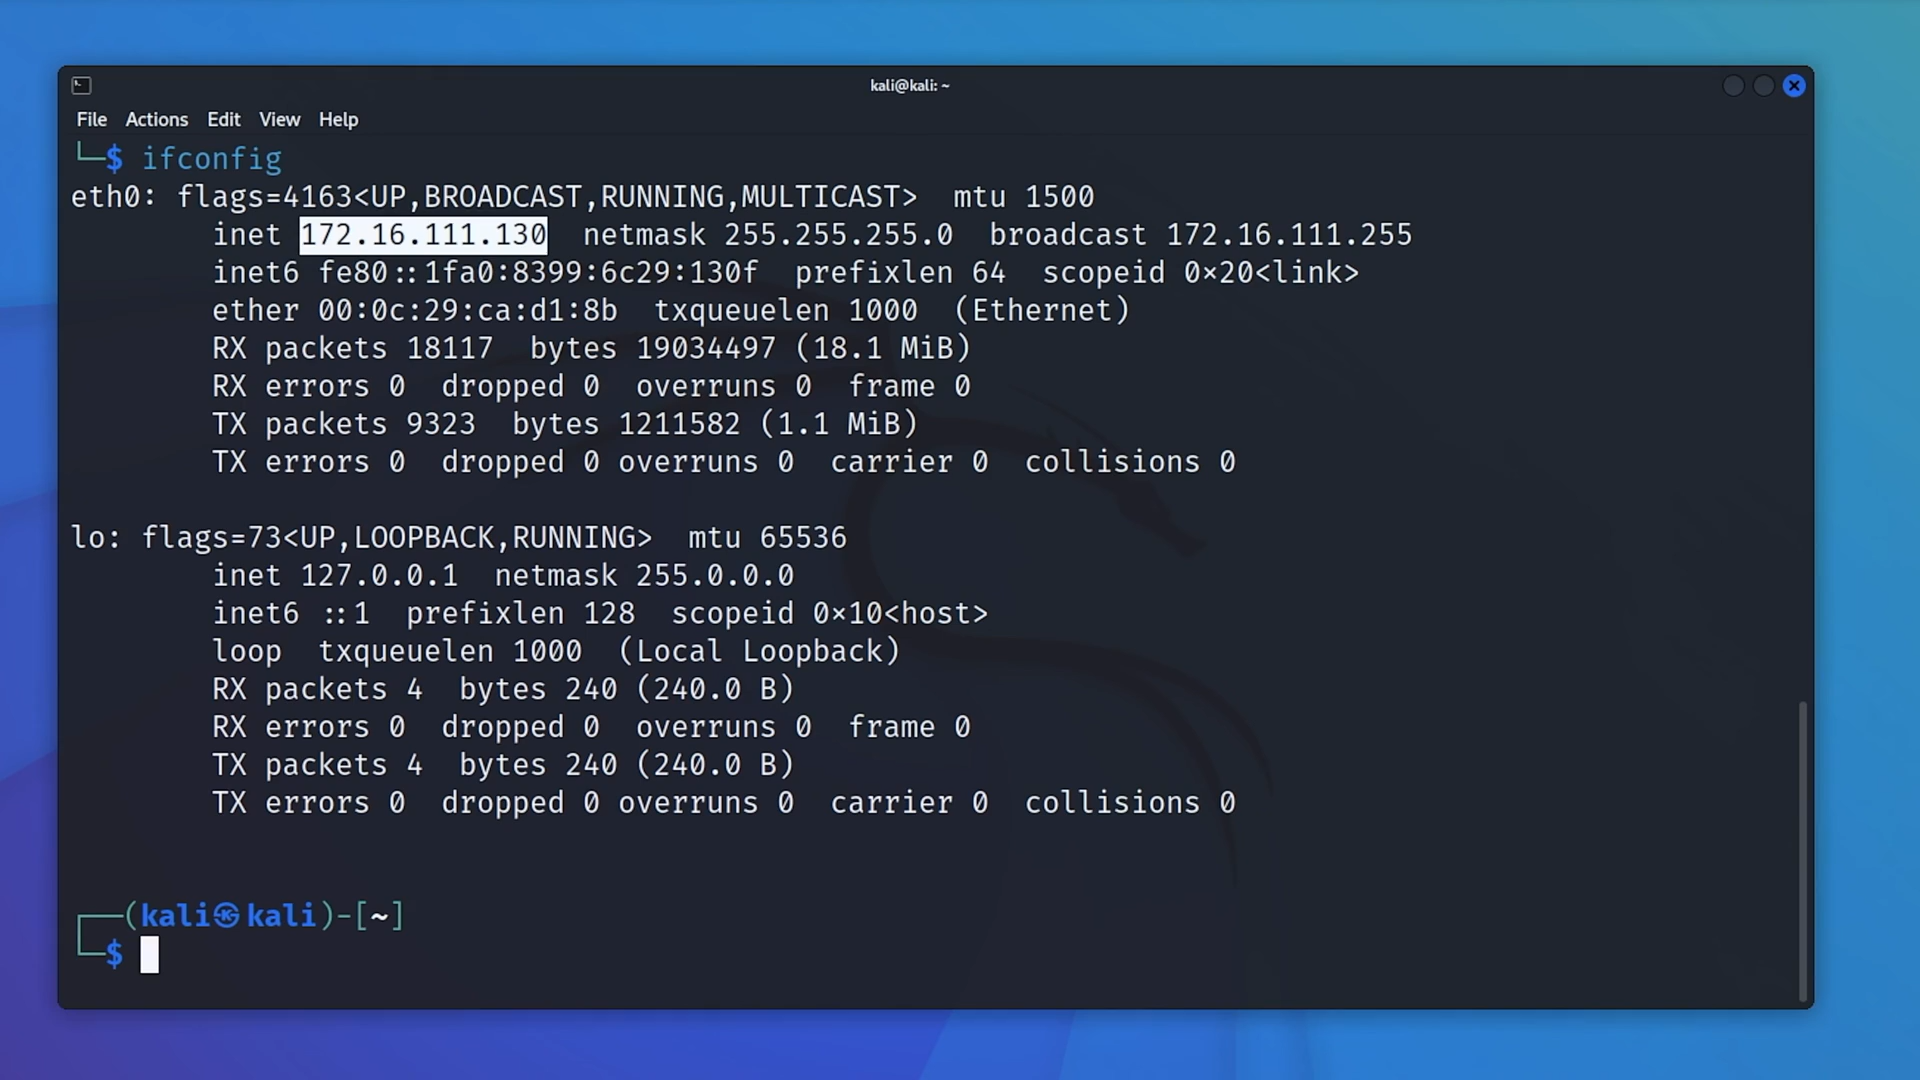 kali@kali: ~
File Actions Edit View Help
└─$ ifconfig
eth0: flags=4163<UP,BROADCAST,RUNNING,MULTICAST>  mtu 1500
        inet 172.16.111.130  netmask 255.255.255.0  broadcast 172.16.111.255
        inet6 fe80::1fa0:8399:6c29:130f  prefixlen 64  scopeid 0×20<link>
        ether 00:0c:29:ca:d1:8b  txqueuelen 1000  (Ethernet)
        RX packets 18117  bytes 19034497 (18.1 MiB)
        RX errors 0  dropped 0  overruns 0  frame 0
        TX packets 9323  bytes 1211582 (1.1 MiB)
        TX errors 0  dropped 0 overruns 0  carrier 0  collisions 0

lo: flags=73<UP,LOOPBACK,RUNNING>  mtu 65536
        inet 127.0.0.1  netmask 255.0.0.0
        inet6 ::1  prefixlen 128  scopeid 0×10<host>
        loop  txqueuelen 1000  (Local Loopback)
        RX packets 4  bytes 240 (240.0 B)
        RX errors 0  dropped 0  overruns 0  frame 0
        TX packets 4  bytes 240 (240.0 B)
        TX errors 0  dropped 0 overruns 0  carrier 0  collisions 0

┌──(kali㉿kali)-[~]
└─$